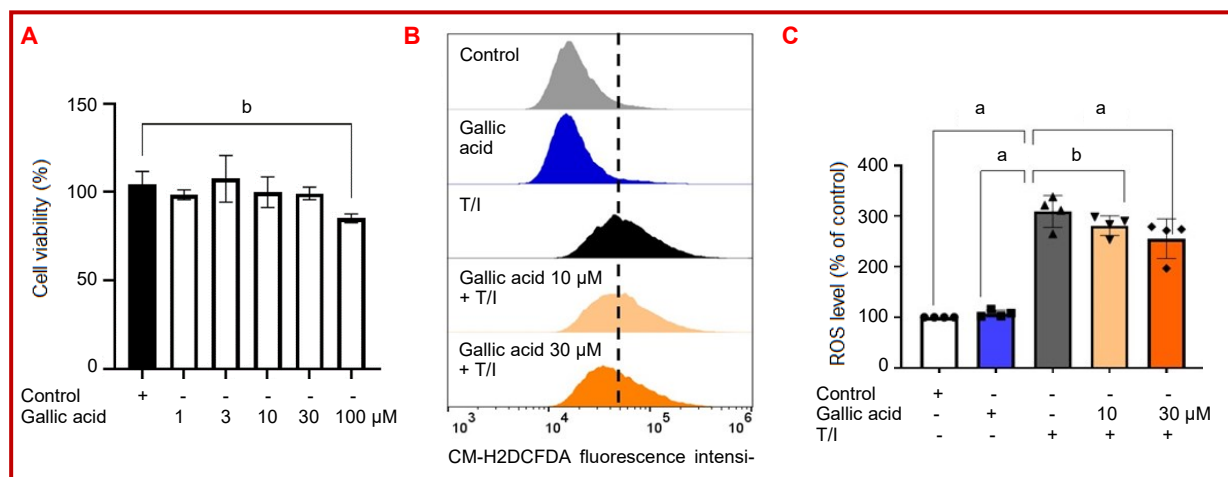 A
b
150
100
50
0
Cell viability (%)
Control + - - - - -
Gallic acid 1 3 10 30 100 µM
B
Control
Gallic
acid
T/I
Gallic acid 10 µM
+ T/I
Gallic acid 30 µM
+ T/I
10³ 10⁴ 10⁵ 10⁶
CM-H2DCFDA fluorescence intensi-
C
a a
a b
400
300
200
100
0
ROS level (% of control)
Control + - - - -
Gallic acid - + - 10 30 µM
T/I - - + + +